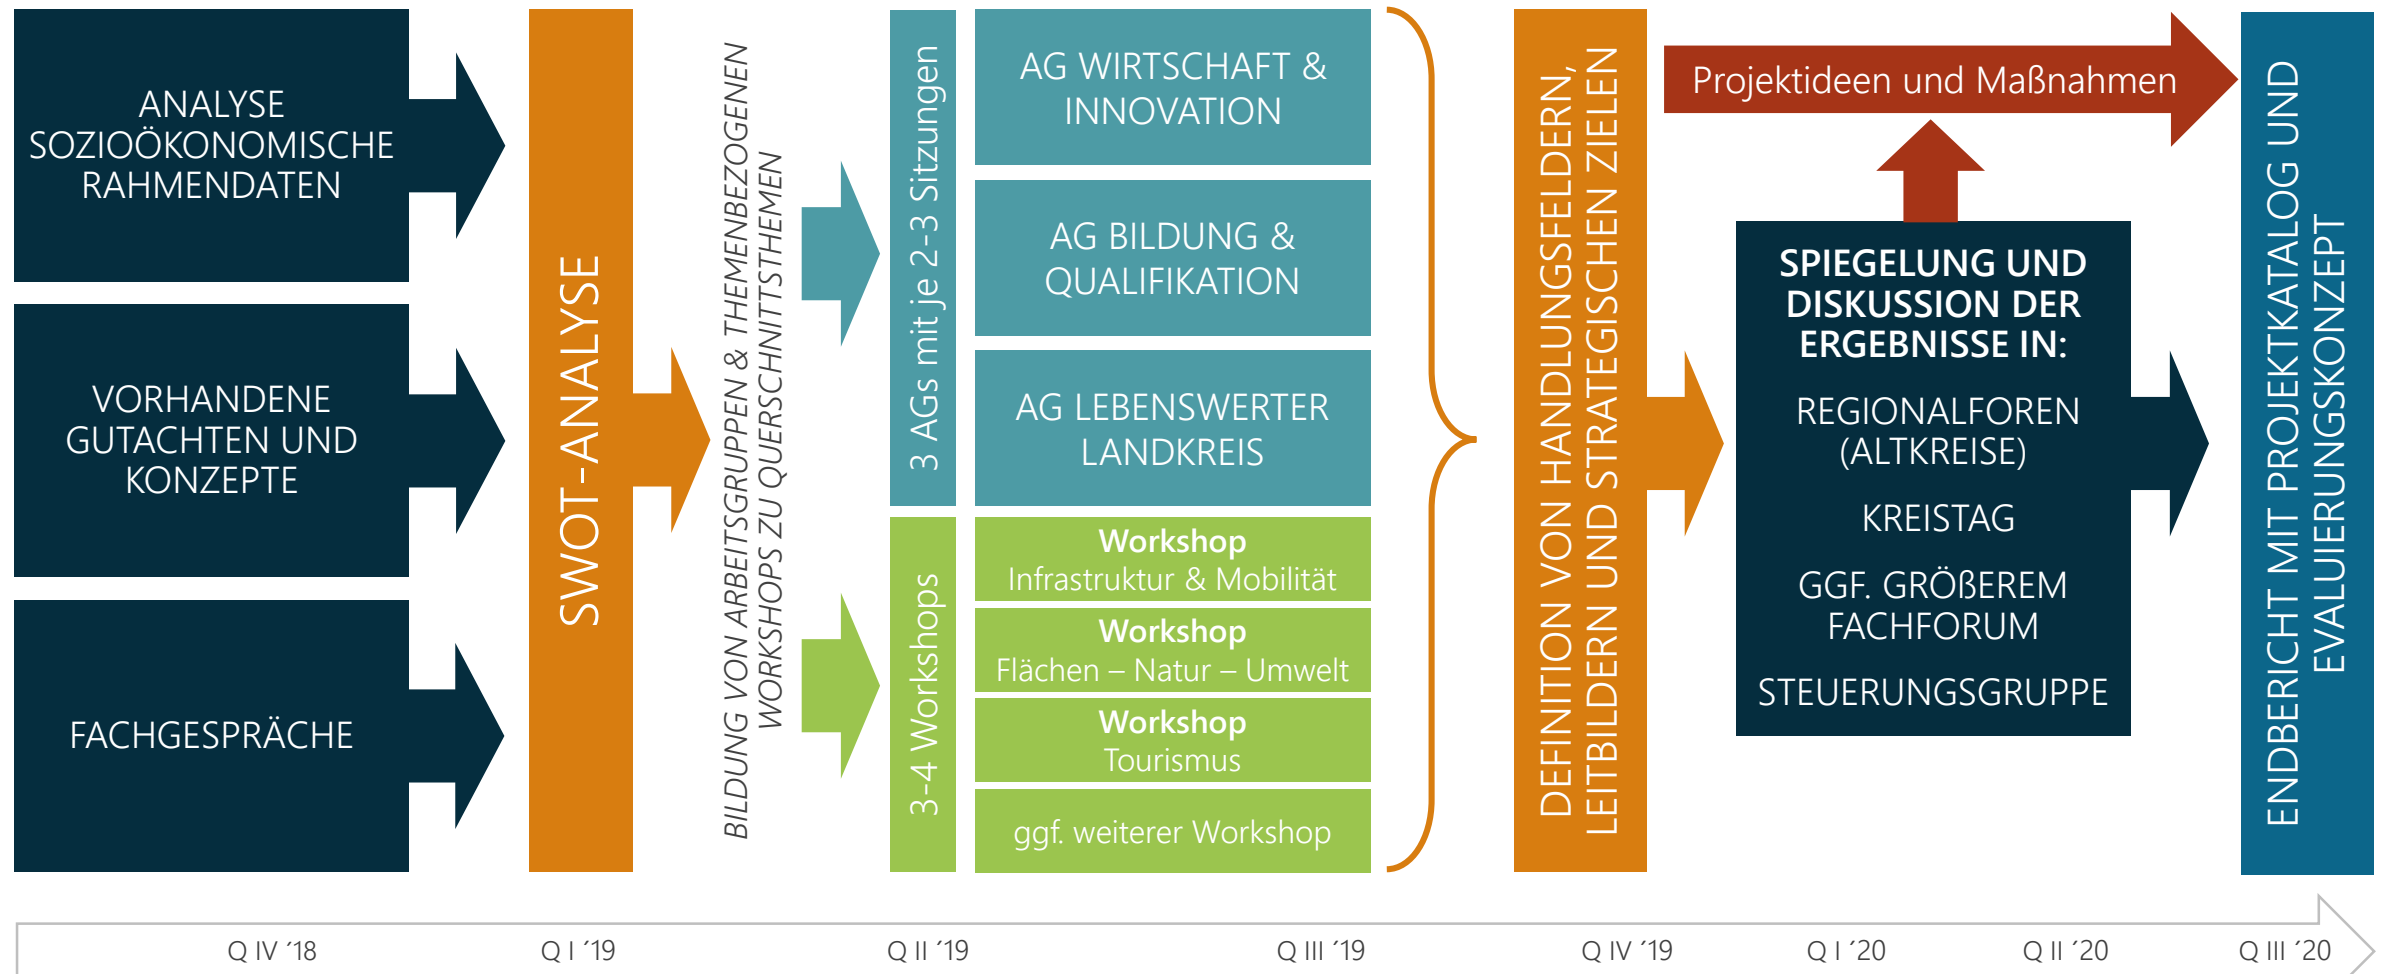 ANALYSE
SOZIOÖKONOMISCHE
RAHMENDATEN
VORHANDENE
GUTACHTEN UND
KONZEPTE
FACHGESPRÄCHE
SWOT-ANALYSE
BILDUNG VON ARBEITSGRUPPEN & THEMENBEZOGENEN
WORKSHOPS ZU QUERSCHNITTSTHEMEN
3 AGs mit je 2-3 Sitzungen
AG WIRTSCHAFT &
INNOVATION
AG BILDUNG &
QUALIFIKATION
AG LEBENSWERTER
LANDKREIS
3-4 Workshops
Workshop
Infrastruktur & Mobilität
Workshop
Flächen – Natur – Umwelt
Workshop
Tourismus
ggf. weiterer Workshop
DEFINITION VON HANDLUNGSFELDERN,
LEITBILDERN UND STRATEGISCHEN ZIELEN
Projektideen und Maßnahmen
SPIEGELUNG UND
DISKUSSION DER
ERGEBNISSE IN:
REGIONALFOREN
(ALTKREISE)
KREISTAG
GGF. GRÖßEREM
FACHFORUM
STEUERUNGSGRUPPE
ENDBERICHT MIT PROJEKTKATALOG UND
EVALUIERUNGSKONZEPT
Q IV ´18
Q I ´19
Q II ´19
Q III ´19
Q IV ´19
Q I ´20
Q II ´20
Q III ´20